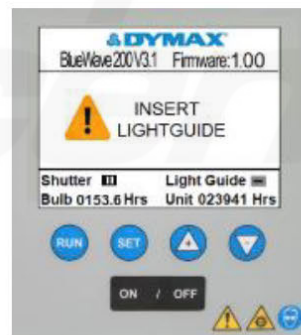 DYMAX
BlueWave 200 V3.1 Firmware: 1.00
INSERT
LIGHTGUIDE
Shutter Light Guide
Bulb 0153.6 Hrs Unit 023941 Hrs
RUN SET + -
ON / OFF